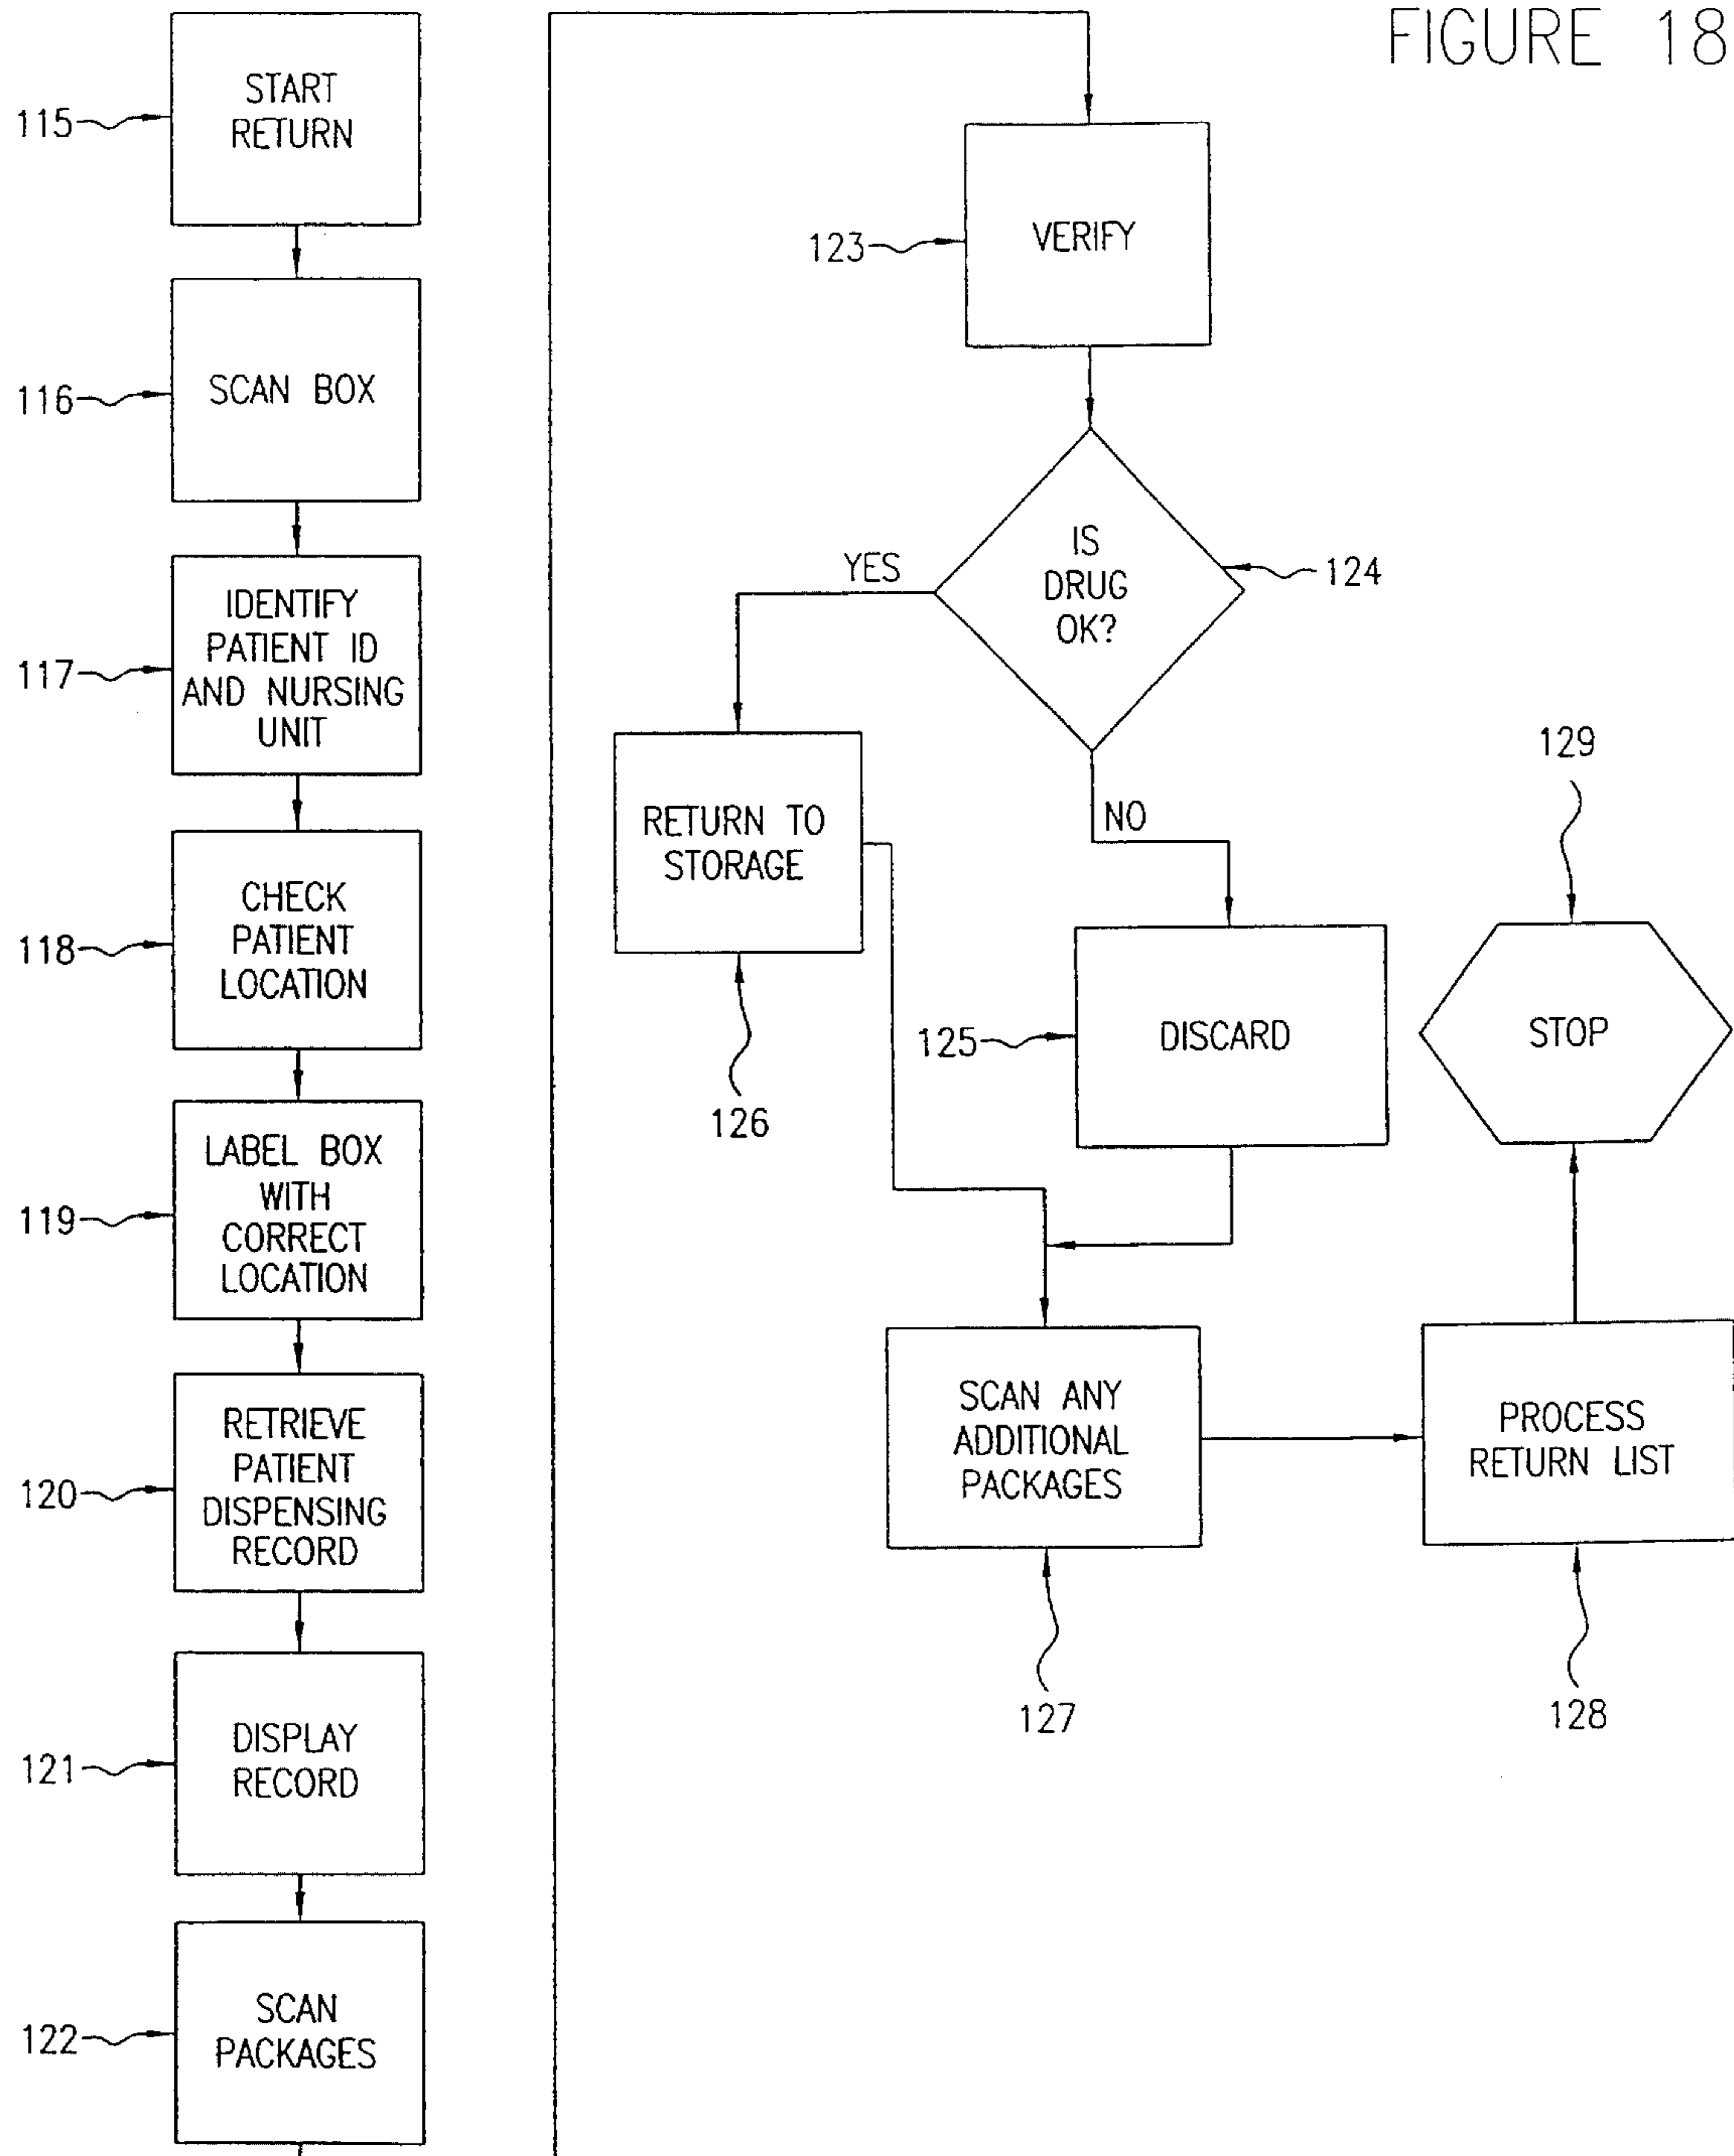 FIGURE 18
115
START
RETURN
116
SCAN BOX
117
IDENTIFY
PATIENT ID
AND NURSING
UNIT
118
CHECK
PATIENT
LOCATION
119
LABEL BOX
WITH
CORRECT
LOCATION
120
RETRIEVE
PATIENT
DISPENSING
RECORD
121
DISPLAY
RECORD
122
SCAN
PACKAGES
123
VERIFY
IS
DRUG
OK?
124
YES
NO
RETURN TO
STORAGE
126
125
DISCARD
129
STOP
SCAN ANY
ADDITIONAL
PACKAGES
127
PROCESS
RETURN LIST
128